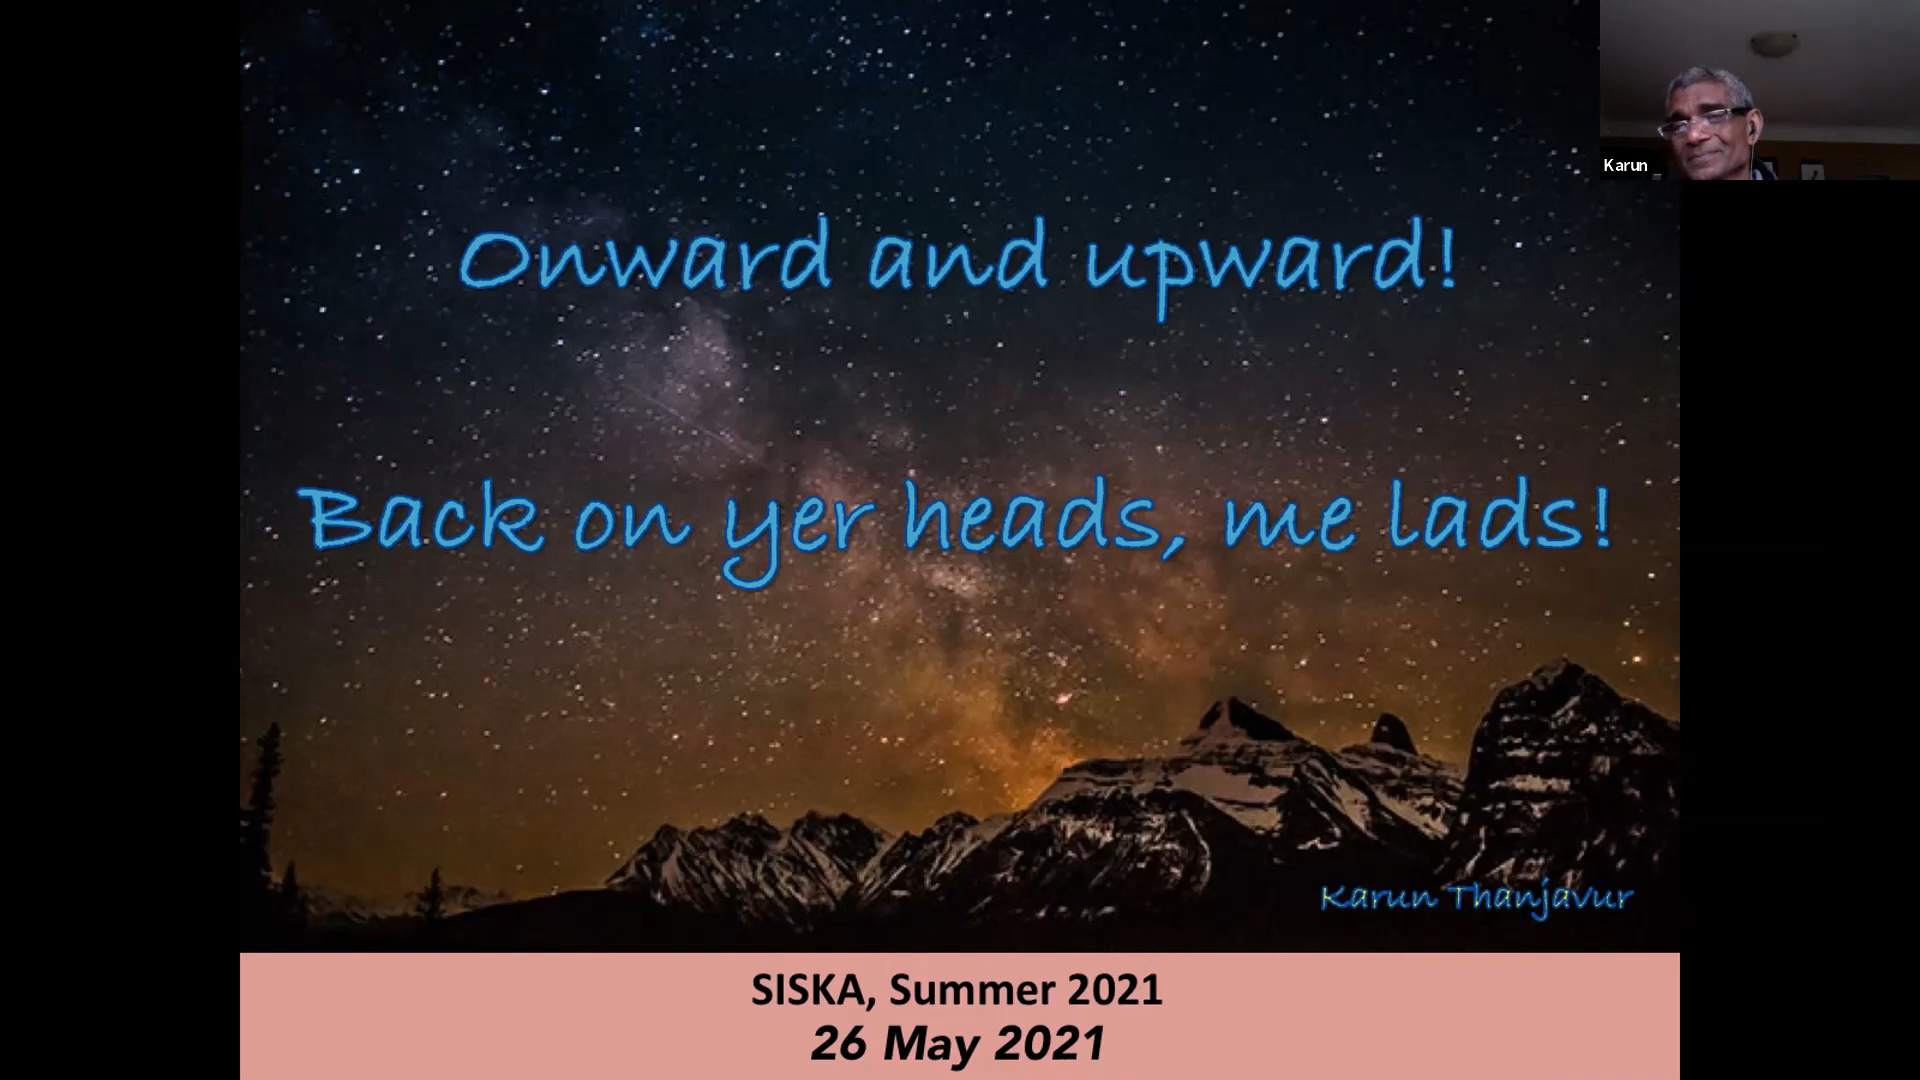 Karun
Onward and upward!
Back on yer heads, me lads!
Karun Thanjavur
SISKA, Summer 2021
26 May 2021